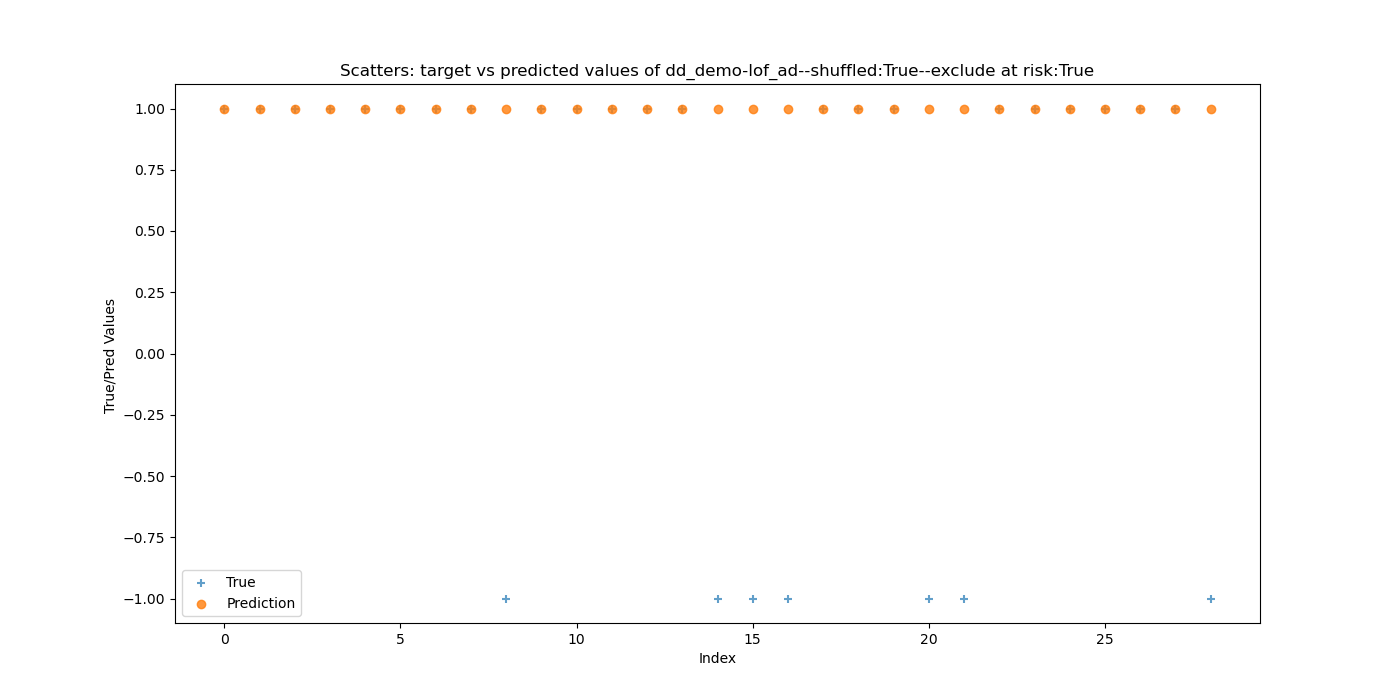 Scatters: target vs predicted values of dd_demo-lof_ad--shuffled:True--exclude at risk:True
True/Pred Values
1.00
0.75
0.50
0.25
0.00
−0.25
−0.50
−0.75
−1.00
True
Prediction
0 5 10 15 20 25
Index